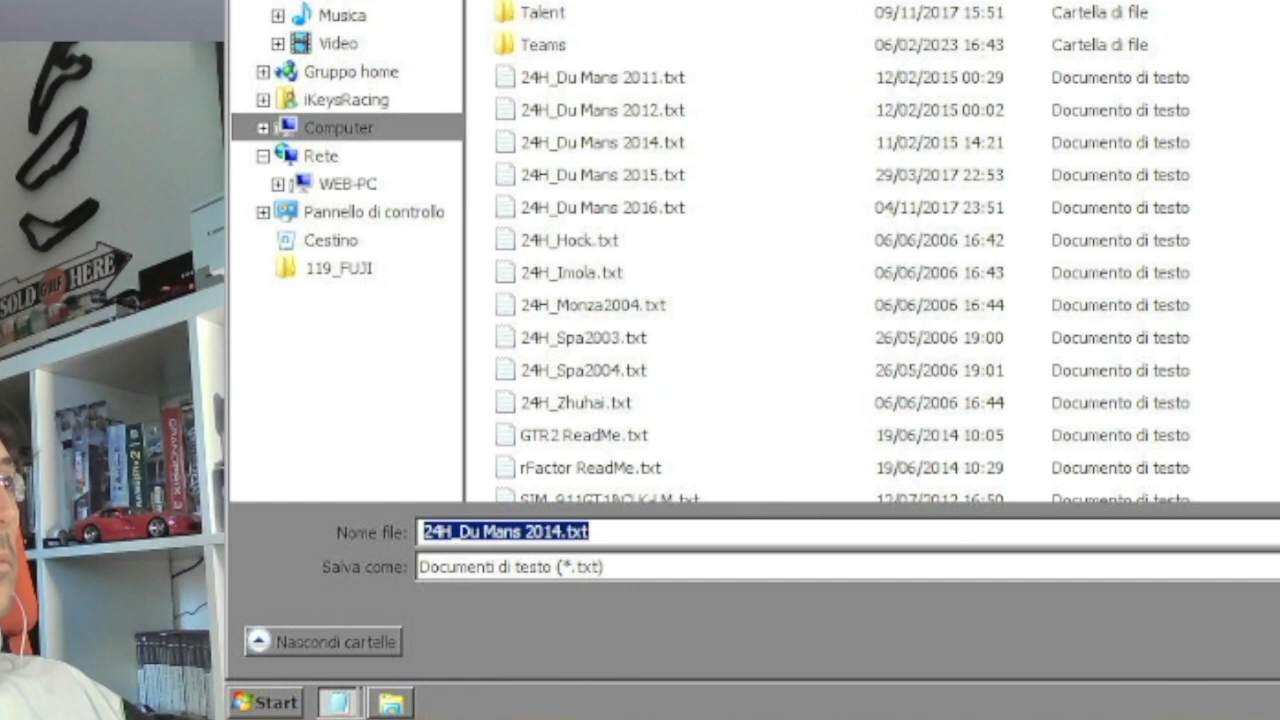 Musica
Video
Gruppo home
iKeysRacing
Computer
Rete
WEB-PC
Pannello di controllo
Cestino
119_FUJI
Talent 09/11/2017 15:51 Cartella di file
Teams 06/02/2023 16:43 Cartella di file
24H_Du Mans 2011.txt 12/02/2015 00:29 Documento di testo
24H_Du Mans 2012.txt 12/02/2015 00:02 Documento di testo
24H_Du Mans 2014.txt 11/02/2015 14:21 Documento di testo
24H_Du Mans 2015.txt 29/03/2017 22:53 Documento di testo
24H_Du Mans 2016.txt 04/11/2017 23:51 Documento di testo
24H_Hock.txt 06/06/2006 16:42 Documento di testo
24H_Imola.txt 06/06/2006 16:43 Documento di testo
24H_Monza2004.txt 06/06/2006 16:44 Documento di testo
24H_Spa2003.txt 26/05/2006 19:00 Documento di testo
24H_Spa2004.txt 26/05/2006 19:01 Documento di testo
24H_Zhuhai.txt 06/06/2006 16:44 Documento di testo
GTR2 ReadMe.txt 19/06/2014 10:05 Documento di testo
rFactor ReadMe.txt 19/06/2014 10:29 Documento di testo
12/07/2012 16:50 Documento di testo
Nome file: 24H_Du Mans 2014.txt
Salva come: Documenti di testo (*.txt)
Nascondi cartelle
Start
SOLD GULF HERE